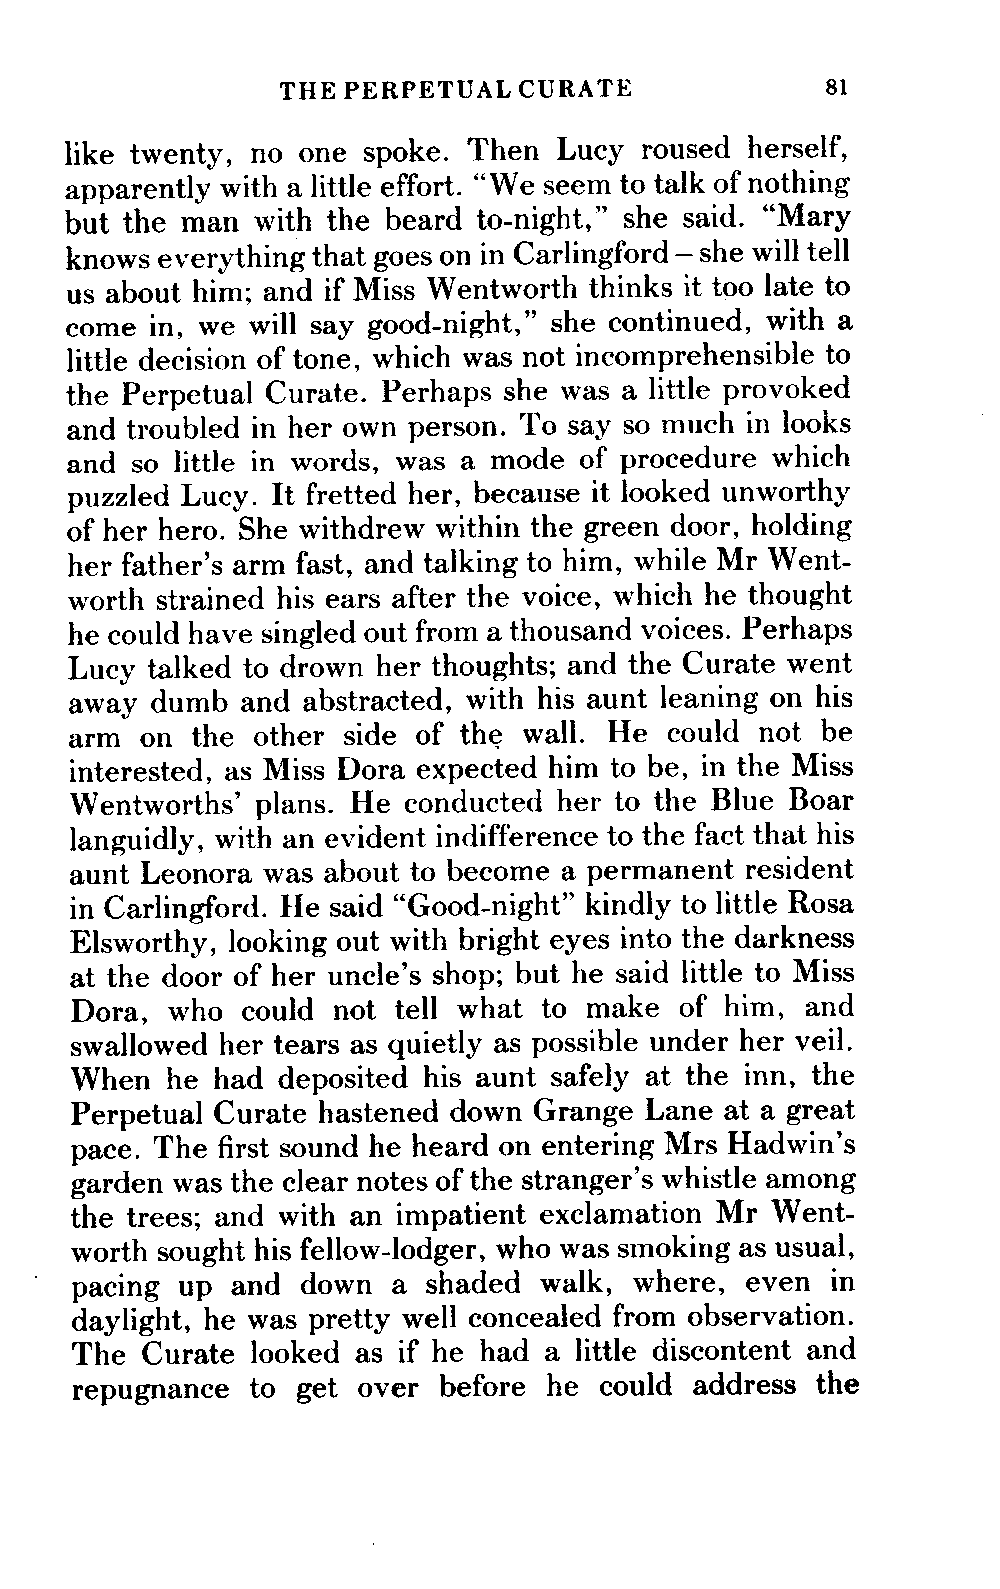 THE PERPETUAL CURATE 81
like twenty, no one spoke. Then Lucy roused herself,
apparently with a little effort. “We seem to talk of nothing
but the man with the beard to-night,” she said. “Mary
knows everything that goes on in Carlingford – she will tell
us about him; and if Miss Wentworth thinks it too late to
come in, we will say good-night,” she continued, with a
little decision of tone, which was not incomprehensible to
the Perpetual Curate. Perhaps she was a little provoked
and troubled in her own person. To say so much in looks
and so little in words, was a mode of procedure which
puzzled Lucy. It fretted her, because it looked unworthy
of her hero. She withdrew within the green door, holding
her father’s arm fast, and talking to him, while Mr Went-
worth strained his ears after the voice, which he thought
he could have singled out from a thousand voices. Perhaps
Lucy talked to drown her thoughts; and the Curate went
away dumb and abstracted, with his aunt leaning on his
arm on the other side of the wall. He could not be
interested, as Miss Dora expected him to be, in the Miss
Wentworths’ plans. He conducted her to the Blue Boar
languidly, with an evident indifference to the fact that his
aunt Leonora was about to become a permanent resident
in Carlingford. He said “Good-night” kindly to little Rosa
Elsworthy, looking out with bright eyes into the darkness
at the door of her uncle’s shop; but he said little to Miss
Dora, who could not tell what to make of him, and
swallowed her tears as quietly as possible under her veil.
When he had deposited his aunt safely at the inn, the
Perpetual Curate hastened down Grange Lane at a great
pace. The first sound he heard on entering Mrs Hadwin’s
garden was the clear notes of the stranger’s whistle among
the trees; and with an impatient exclamation Mr Went-
worth sought his fellow-lodger, who was smoking as usual,
pacing up and down a shaded walk, where, even in
daylight, he was pretty well concealed from observation.
The Curate looked as if he had a little discontent and
repugnance to get over before he could address the